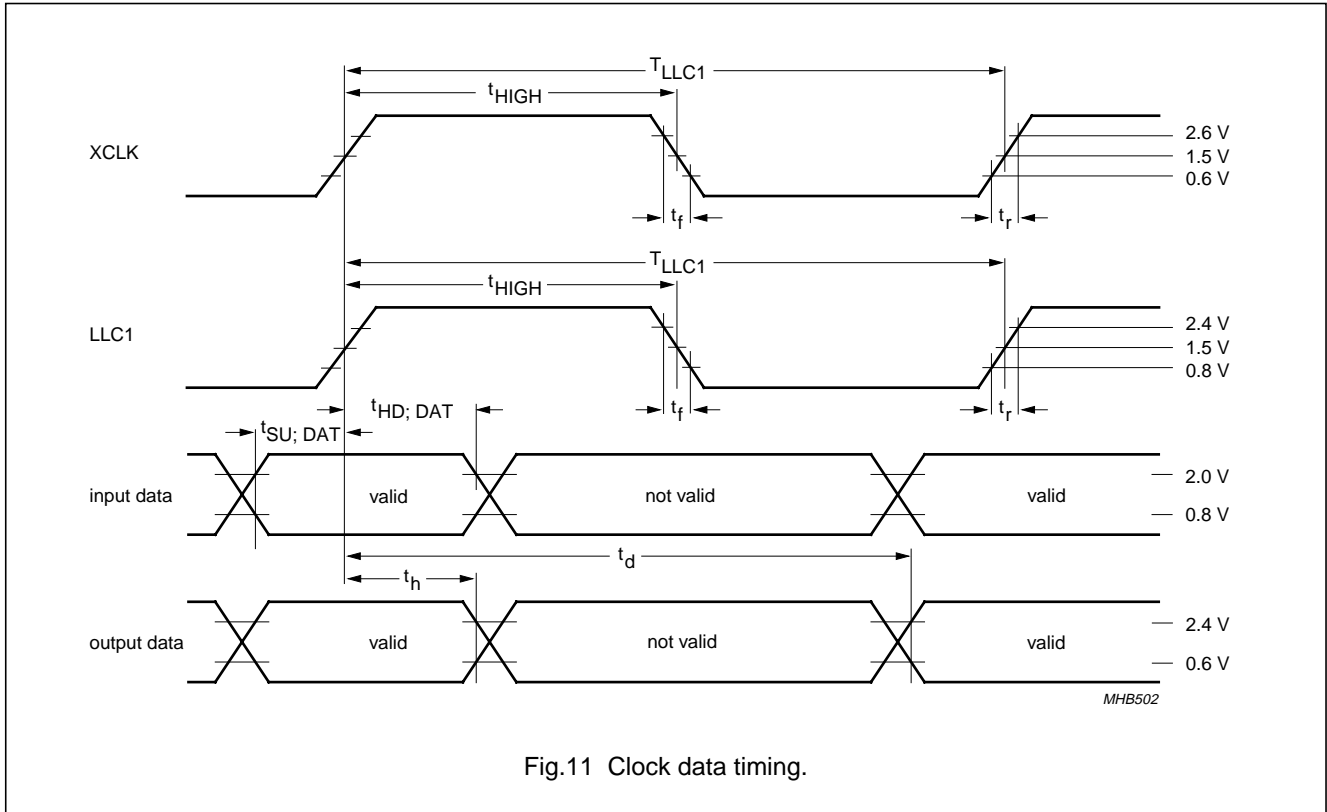 T_LLC1
t_HIGH
XCLK
2.6 V
1.5 V
0.6 V
t_f
t_r
T_LLC1
t_HIGH
LLC1
2.4 V
1.5 V
0.8 V
t_HD; DAT
t_f
t_r
t_SU; DAT
input data
valid
not valid
valid
2.0 V
0.8 V
t_d
t_h
output data
valid
not valid
valid
2.4 V
0.6 V
MHB502
Fig.11 Clock data timing.